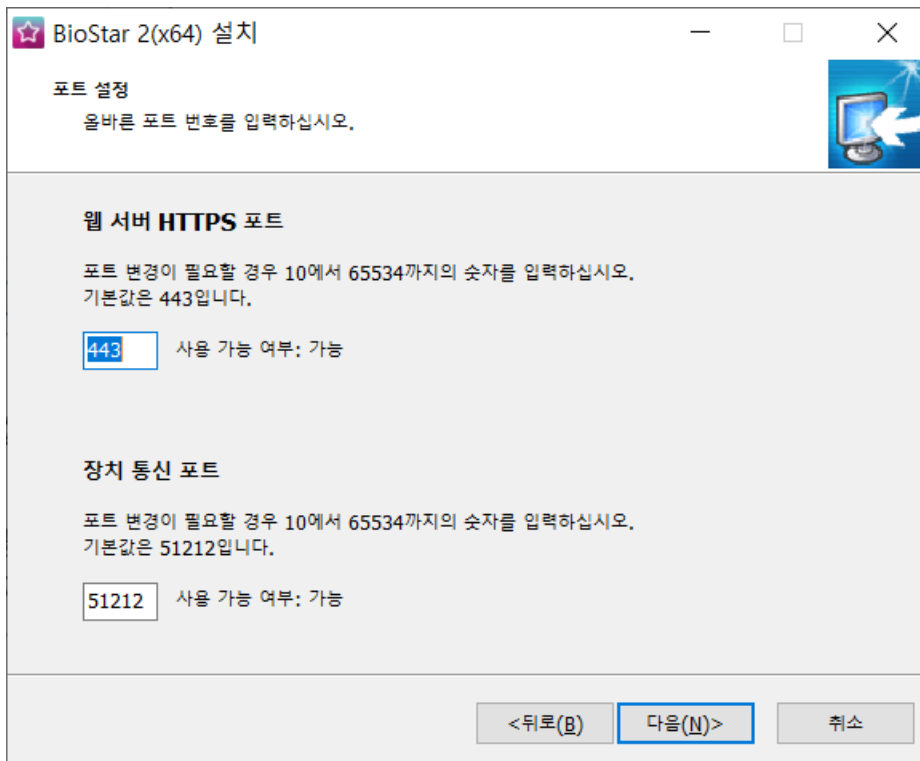 BioStar 2(x64) 설치
포트 설정
올바른 포트 번호를 입력하십시오.
웹 서버 HTTPS 포트
포트 변경이 필요할 경우 10에서 65534까지의 숫자를 입력하십시오.
기본값은 443입니다.
443 사용 가능 여부: 가능
장치 통신 포트
포트 변경이 필요할 경우 10에서 65534까지의 숫자를 입력하십시오.
기본값은 51212입니다.
51212 사용 가능 여부: 가능
<뒤로(B) 다음(N)> 취소